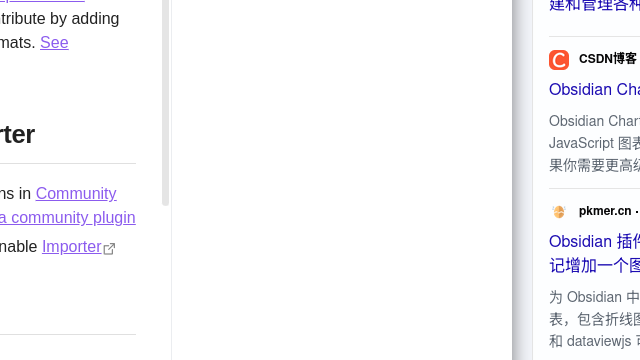 tribute by adding
mats. See
rter
ns in Community
a community plugin
nable Importer
建和管理各种
CSDN博客
Obsidian Cha
Obsidian Char
JavaScript 图表
果你需要更高级
pkmer.cn ·
Obsidian 插件
记增加一个图
为 Obsidian 中
表，包含折线图
和 dataviewjs 可